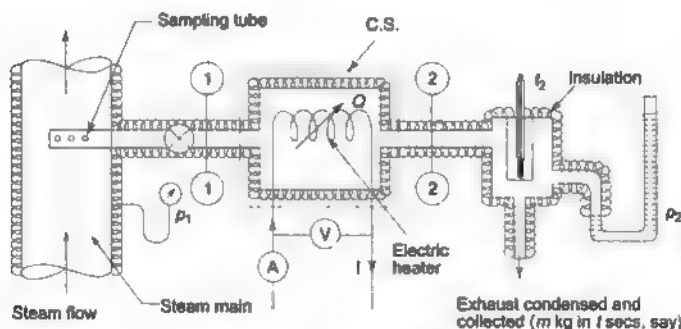 Sampling tube
C.S.
1
2
t2
Insulation
Q
1
2
p1
p2
V
A
I
Electric heater
Steam flow
Steam main
Exhaust condensed and
collected (m kg in t secs, say)